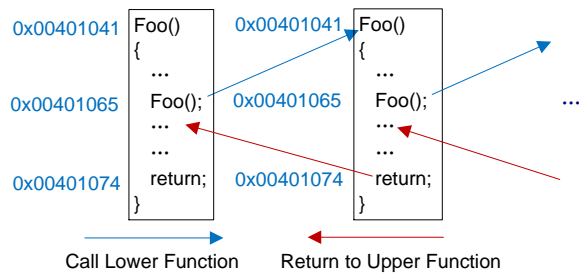 0x00401041 Foo() 0x00401041 Foo()
{ {
... ...
0x00401065 Foo(); 0x00401065 Foo(); ...
... ...
... ...
0x00401074 return; 0x00401074 return;
} }
Call Lower Function Return to Upper Function